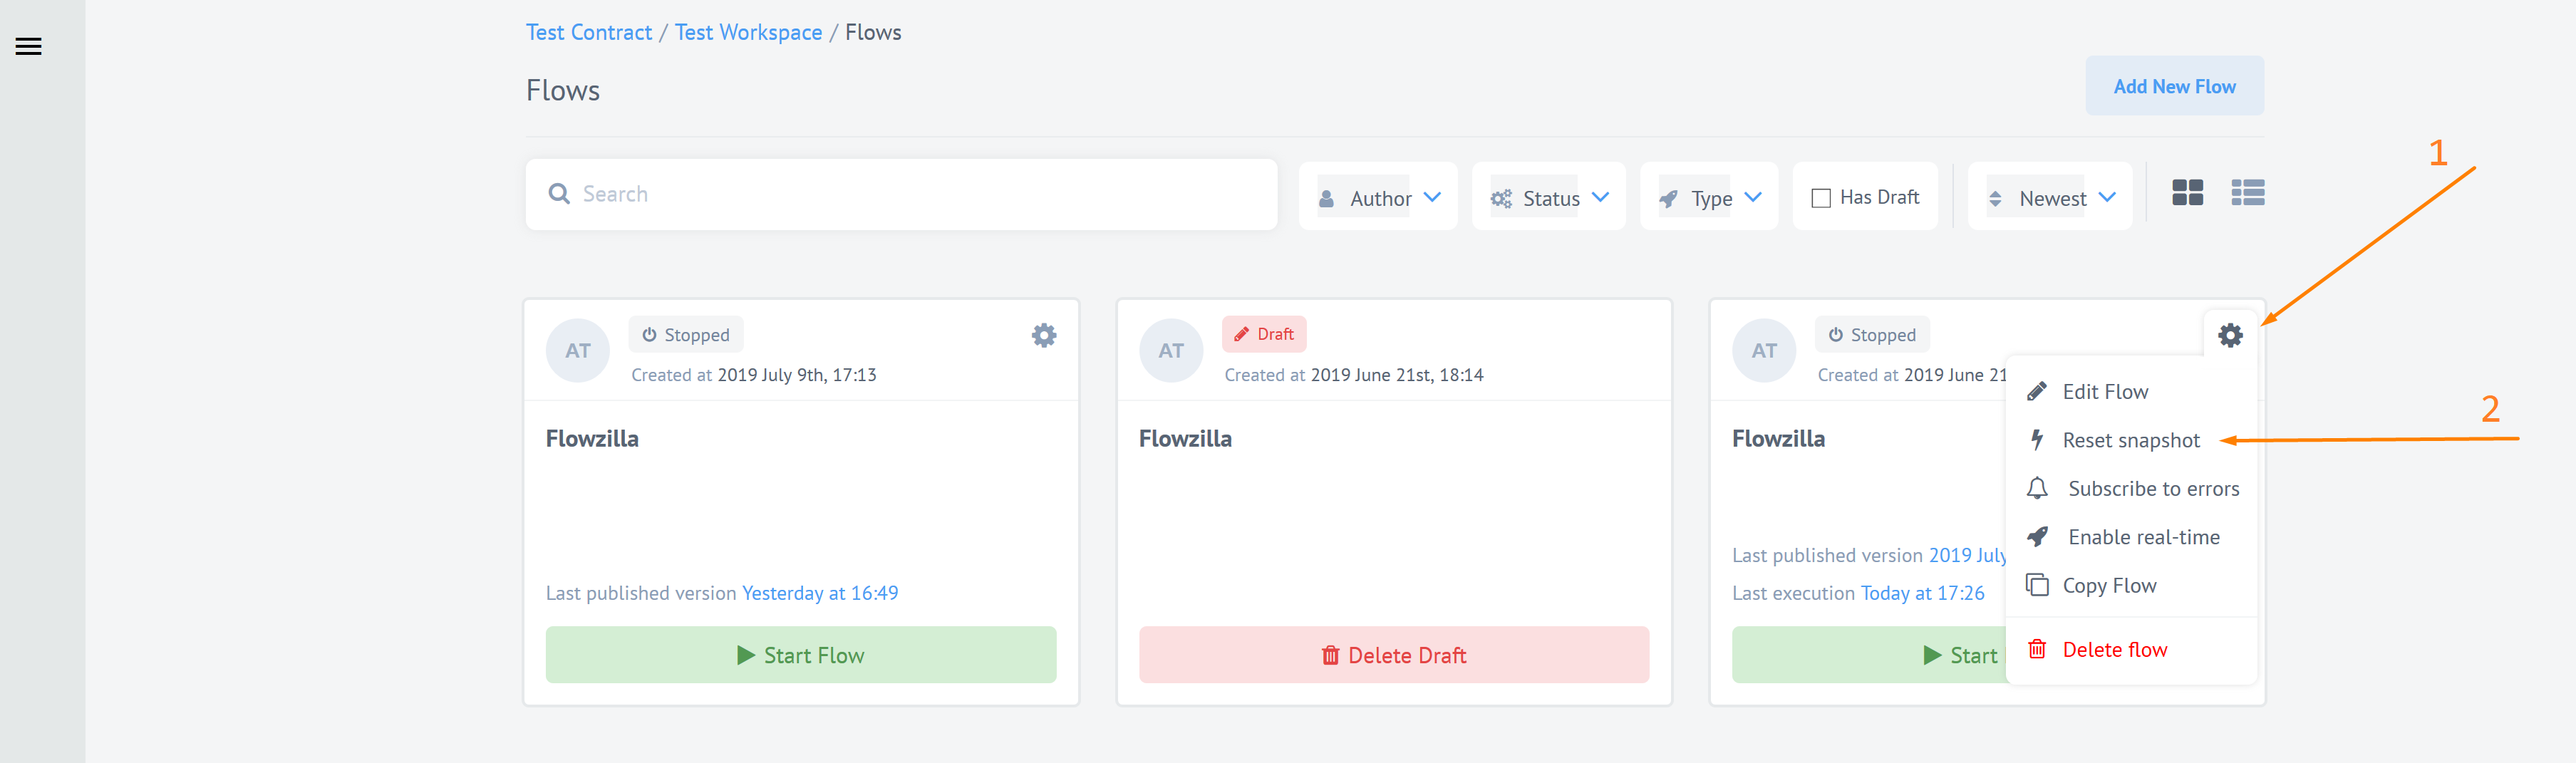 Test Contract / Test Workspace / Flows
Flows
Add New Flow
1
Search
Author
Status
Type
Has Draft
Newest
AT
Stopped
Created at 2019 July 9th, 17:13
Flowzilla
Last published version Yesterday at 16:49
Start Flow
AT
Draft
Created at 2019 June 21st, 18:14
Flowzilla
Delete Draft
AT
Stopped
Created at 2019 June 21
Flowzilla
Last published version 2019 July
Last execution Today at 17:26
Start
Edit Flow
2
Reset snapshot
Subscribe to errors
Enable real-time
Copy Flow
Delete flow